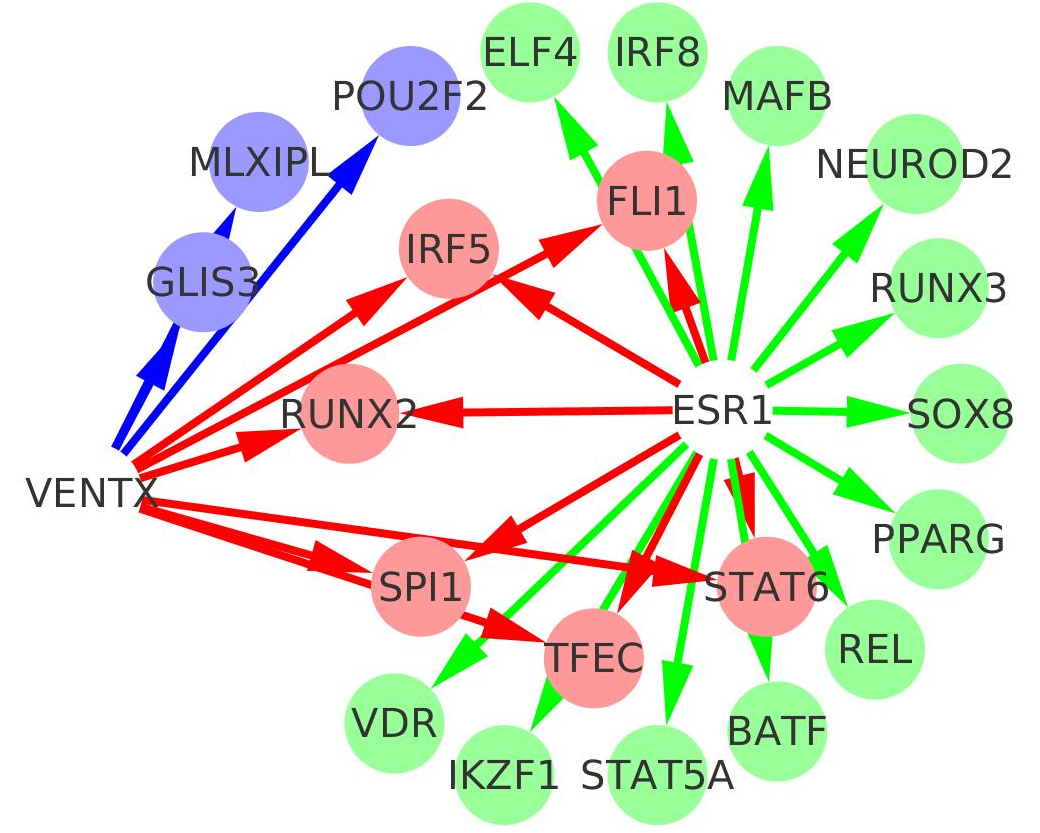 ELF4
IRF8
POU2F2
MAFB
MLXIPL
NEUROD2
FLI1
IRF5
GLIS3
RUNX3
RUNX2
ESR1
SOX8
VENTX
PPARG
SPI1
STAT6
TFEC
REL
VDR
BATF
IKZF1
STAT5A